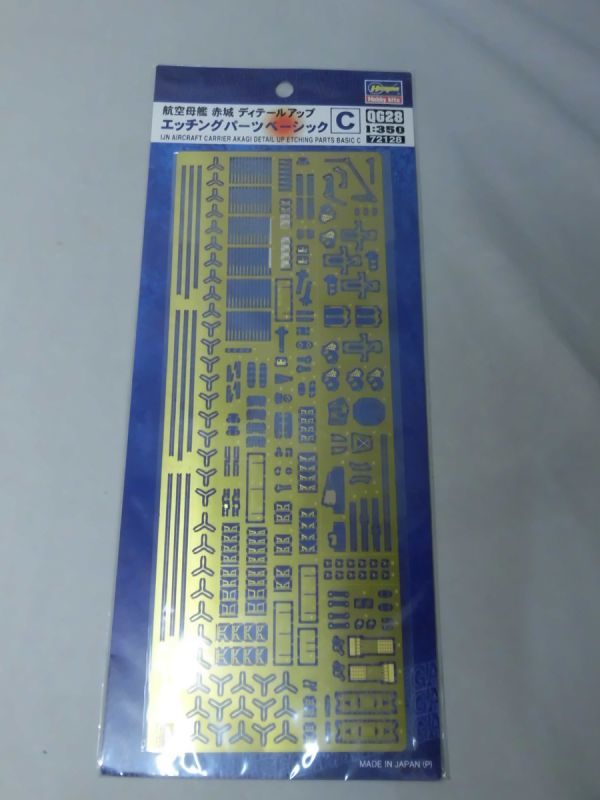 航空母艦 赤城 ディテールアップ
エッチングパーツベーシック C
IJN AIRCRAFT CARRIER AKAGI DETAIL UP ETCHING PARTS BASIC C
Hasegawa
Hobby kits
QG28
1:350
72128
MADE IN JAPAN (P)